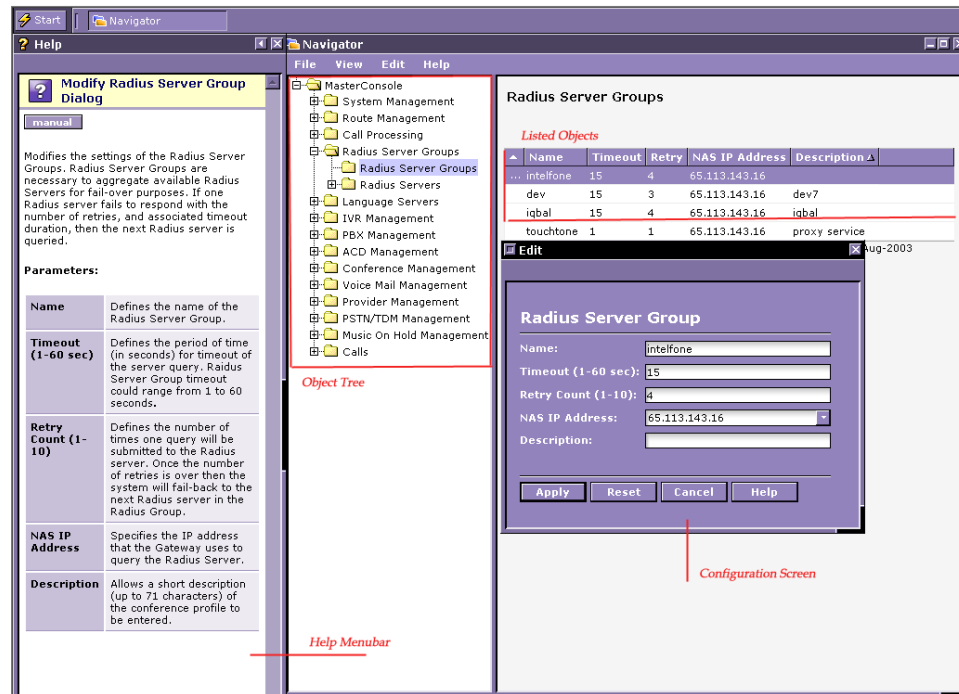 Start
Navigator
? Help
Navigator
File View Edit Help
? Modify Radius Server Group
Dialog
manual
Modifies the settings of the Radius Server
Groups. Radius Server Groups are
necessary to aggregate available Radius
Servers for fail-over purposes. If one
Radius server fails to respond with the
number of retries, and associated timeout
duration, then the next Radius server is
queried.
Parameters:
Name
Defines the name of the
Radius Server Group.
Timeout
(1-60 sec)
Defines the period of time
(in seconds) for timeout of
the server query. Raidus
Server Group timeout
could range from 1 to 60
seconds.
Retry
Count (1-
10)
Defines the number of
times one query will be
submitted to the Radius
server. Once the number
of retries is over then the
system will fail-back to the
next Radius server in the
Radius Group.
NAS IP
Address
Specifies the IP address
that the Gateway uses to
query the Radius Server.
Description
Allows a short description
(up to 71 characters) of
the conference profile to
be entered.
Help Menubar
MasterConsole
System Management
Route Management
Call Processing
Radius Server Groups
Radius Server Groups
Radius Servers
Language Servers
IVR Management
PBX Management
ACD Management
Conference Management
Voice Mail Management
Provider Management
PSTN/TDM Management
Music On Hold Management
Calls
Object Tree
Radius Server Groups
Listed Objects
Name Timeout Retry NAS IP Address Description
... intelfone 15 4 65.113.143.16
dev 15 3 65.113.143.16 dev7
iqbal 15 4 65.113.143.16 iqbal
touchtone 1 1 65.113.143.16 proxy service
Aug-2003
Edit
Radius Server Group
Name: intelfone
Timeout (1-60 sec): 15
Retry Count (1-10): 4
NAS IP Address: 65.113.143.16
Description:
Apply Reset Cancel Help
Configuration Screen